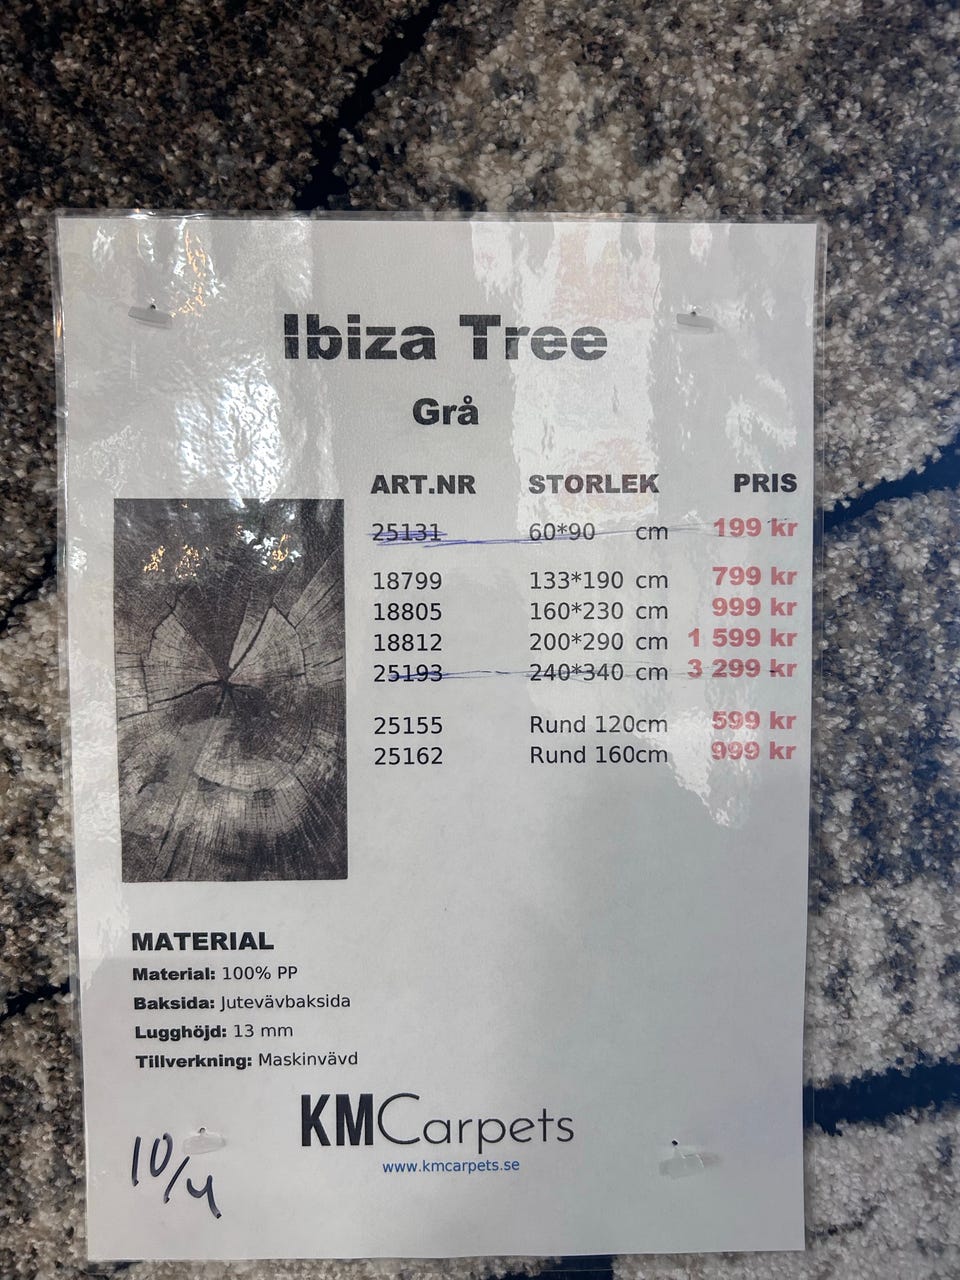 Ibiza Tree
Grå
ART.NR STORLEK PRIS
25131 60*90 cm 199 kr
18799 133*190 cm 799 kr
18805 160*230 cm 999 kr
18812 200*290 cm 1 599 kr
25193 240*340 cm 3 299 kr
25155 Rund 120cm 599 kr
25162 Rund 160cm 999 kr
MATERIAL
Material: 100% PP
Baksida: Jutevävbaksida
Lugghöjd: 13 mm
Tillverkning: Maskinvävd
KMCarpets
www.kmcarpets.se
10/4